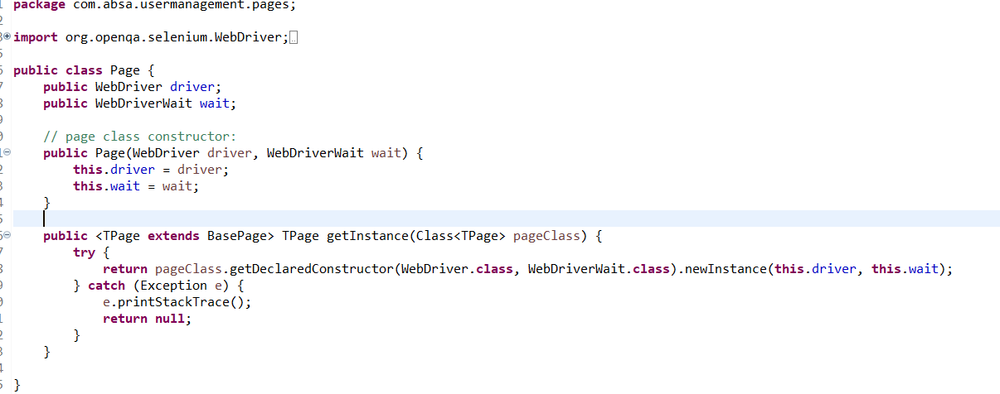 package com.absa.usermanagement.pages;
import org.openqa.selenium.WebDriver;
public class Page {
public WebDriver driver;
public WebDriverWait wait;
// page class constructor:
public Page(WebDriver driver, WebDriverWait wait) {
this.driver = driver;
this.wait = wait;
}
public <TPage extends BasePage> TPage getInstance(Class<TPage> pageClass) {
try {
return pageClass.getDeclaredConstructor(WebDriver.class, WebDriverWait.class).newInstance(this.driver, this.wait);
} catch (Exception e) {
e.printStackTrace();
return null;
}
}
}